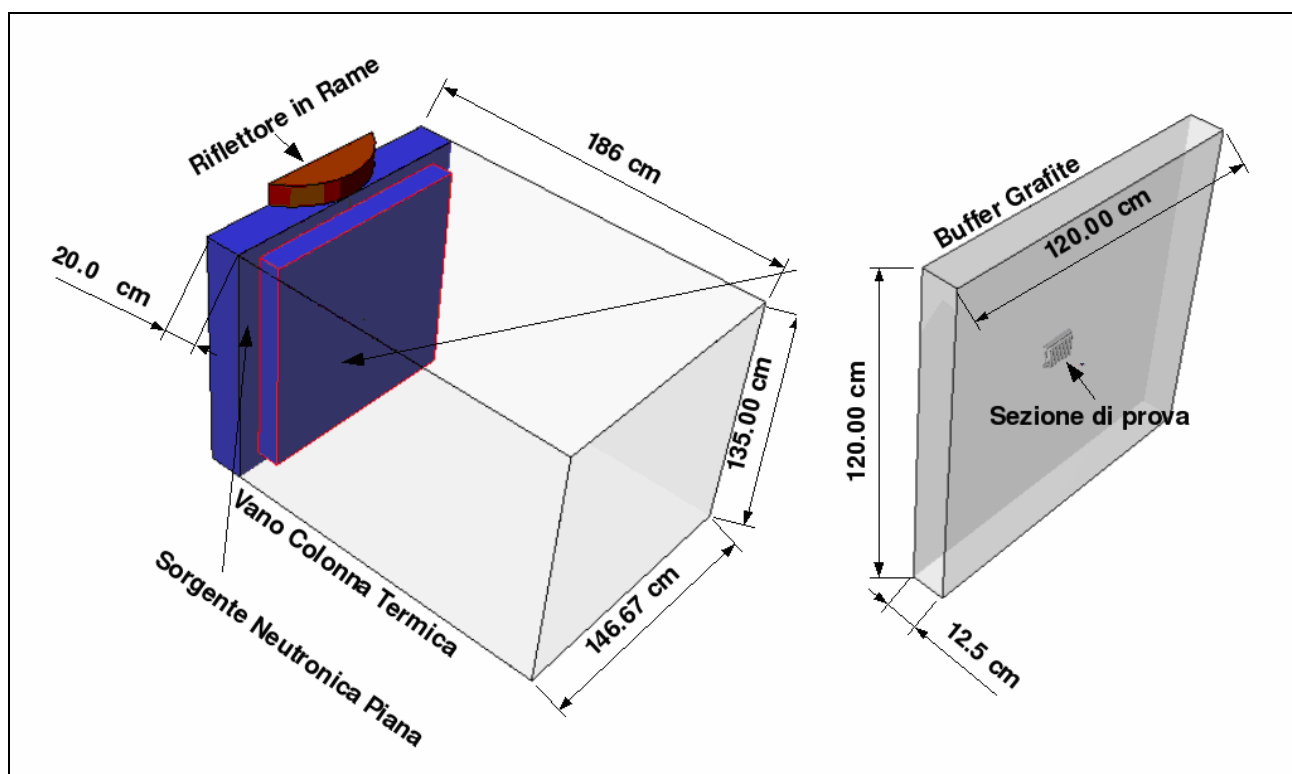 Riflettore in Rame
186 cm
20.0 cm
135.00 cm
146.67 cm
Vano Colonna Termica
Sorgente Neutronica Piana
Buffer Grafite
120.00 cm
120.00 cm
Sezione di prova
12.5 cm